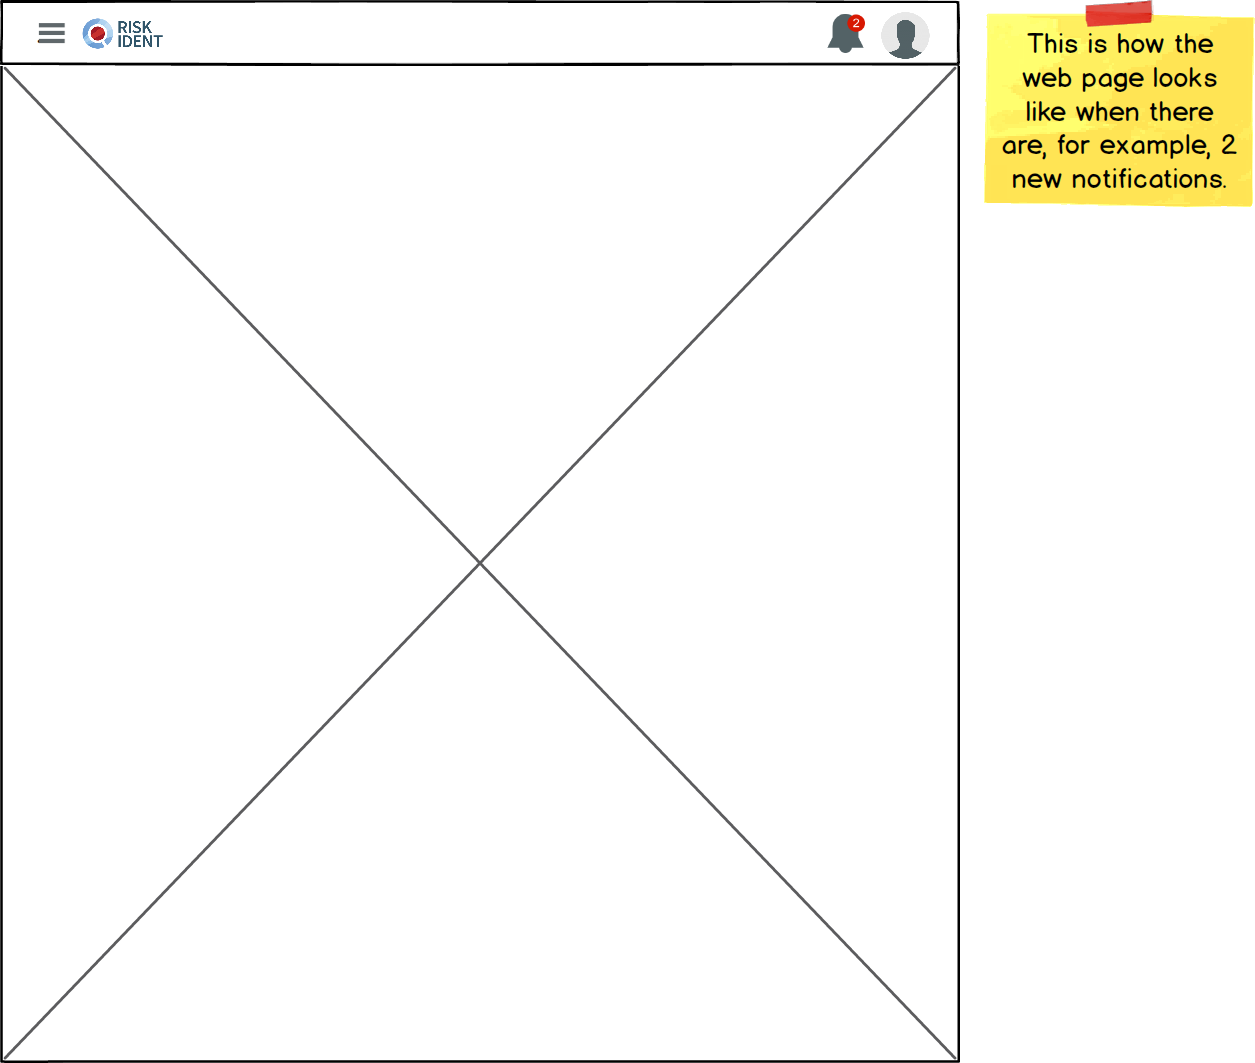 RISK
IDENT
2
This is how the
web page looks
like when there
are, for example, 2
new notifications.